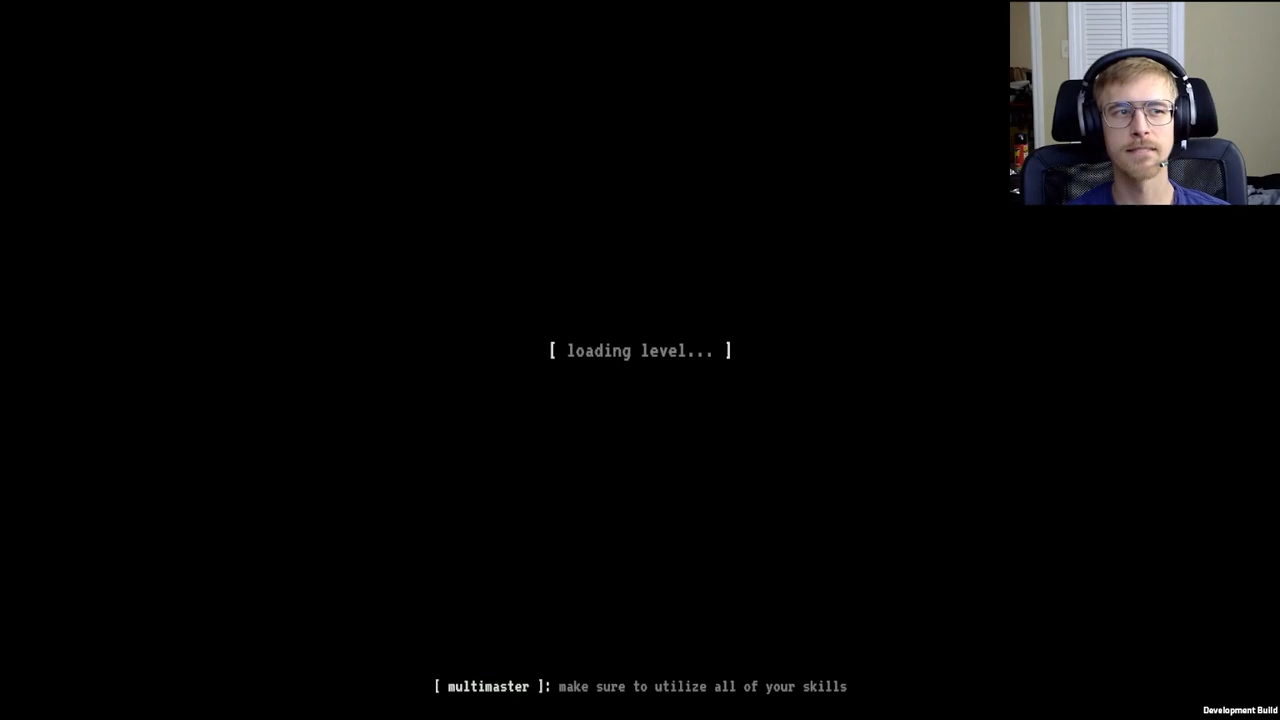 [ loading level... ]
[ multimaster ]: make sure to utilize all of your skills
Development Build